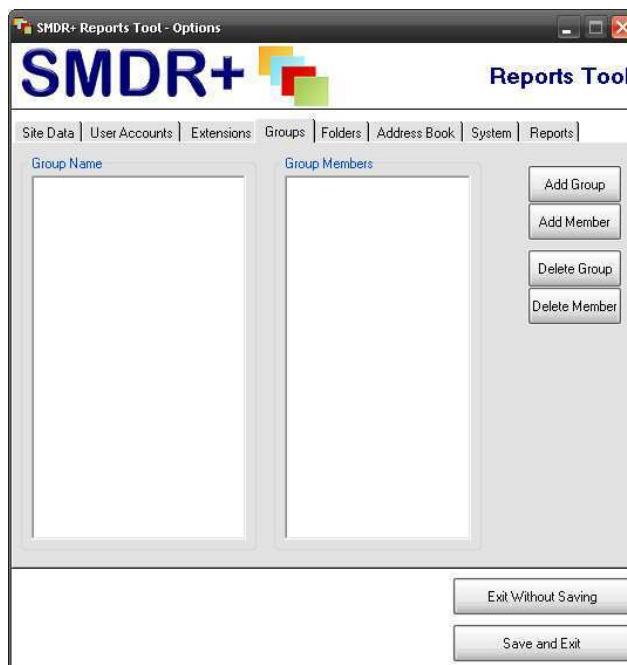 SMDR+ Reports Tool - Options
SMDR+
Reports Tool
Site Data User Accounts Extensions Groups Folders Address Book System Reports
Group Name
Group Members
Add Group
Add Member
Delete Group
Delete Member
Exit Without Saving
Save and Exit